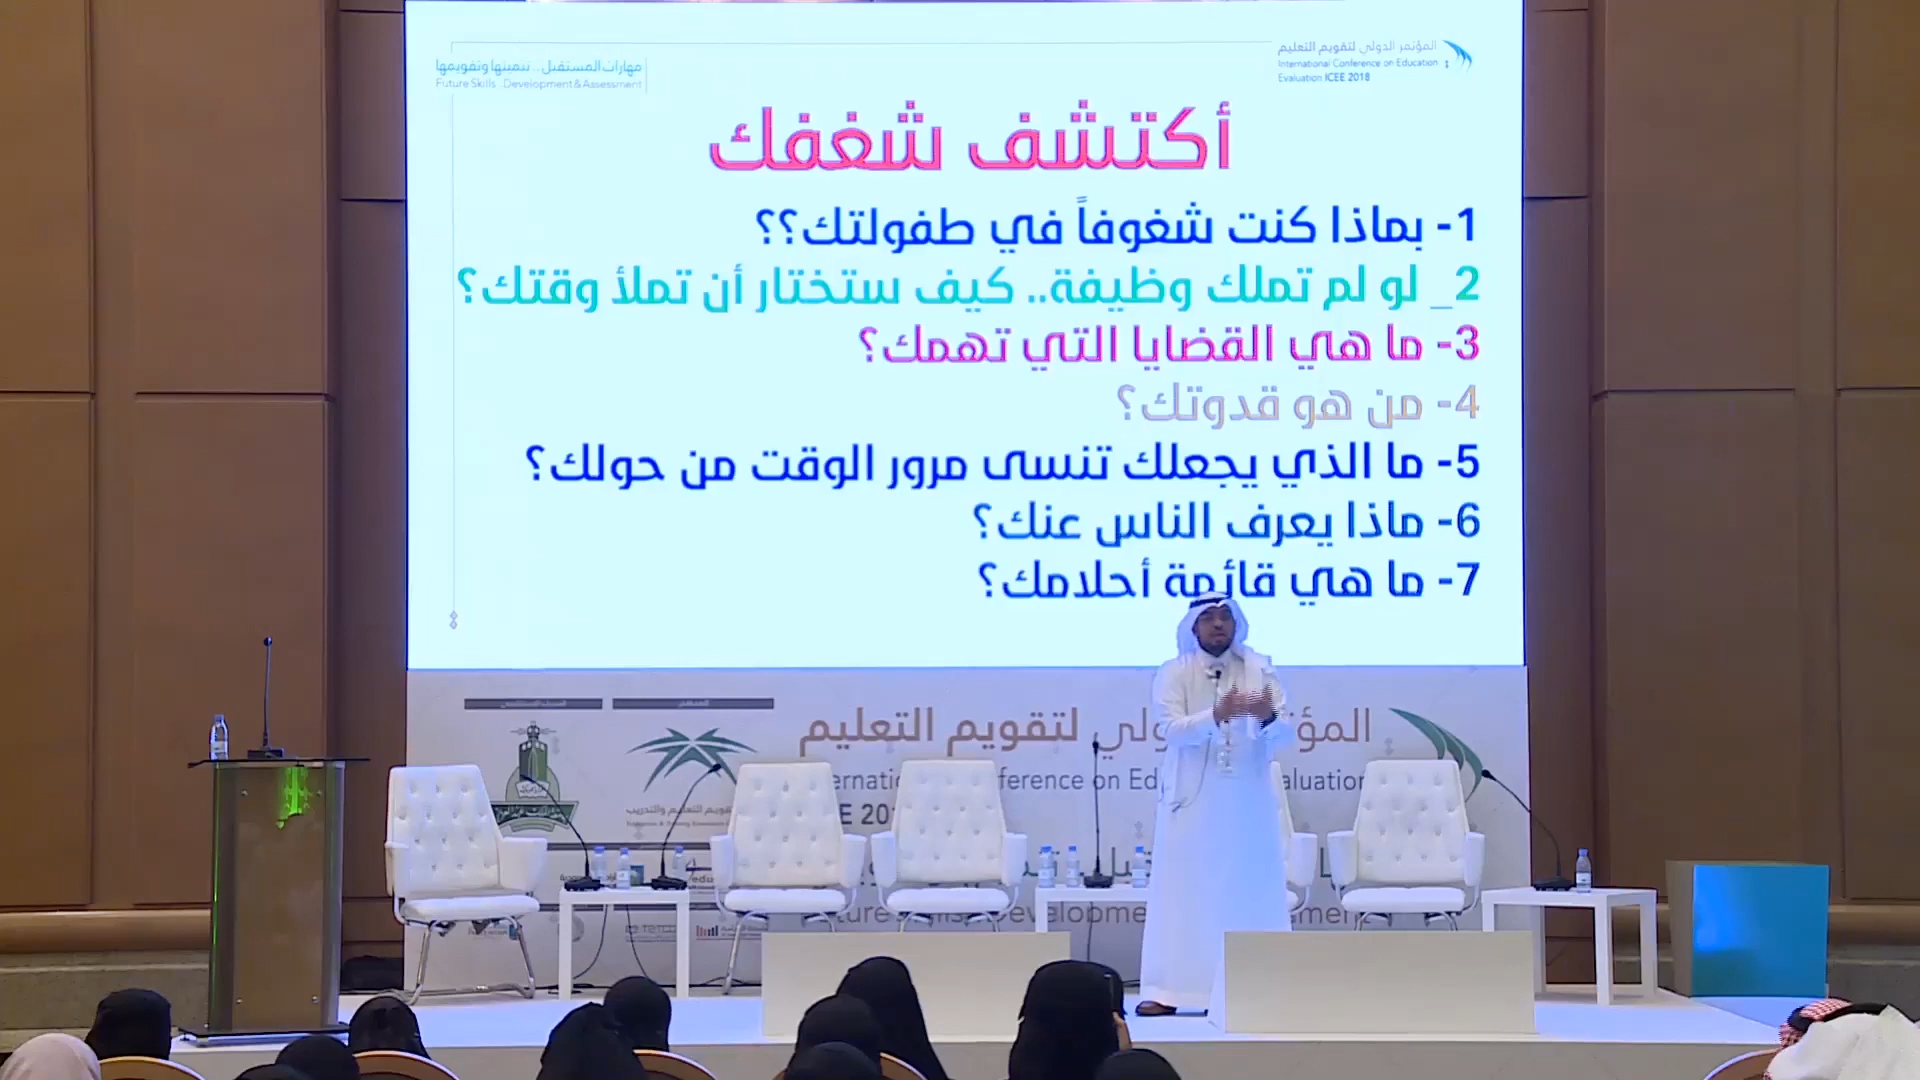 المؤتمر الدولي لتقويم التعليم
International Conference on Education
Evaluation ICEE 2018
مهارات المستقبل.. تنميتها وتقويمها
Future Skills..Development & Assessment
أكتشف شغفك
1- بماذا كنت شغوفاً في طفولتك؟؟
2_ لو لم تملك وظيفة.. كيف ستختار أن تملأ وقتك؟
3- ما هي القضايا التي تهمك؟
4- من هو قدوتك؟
5- ما الذي يجعلك تنسى مرور الوقت من حولك؟
6- ماذا يعرف الناس عنك؟
7- ما هي قائمة أحلامك؟
لتقويم التعليم